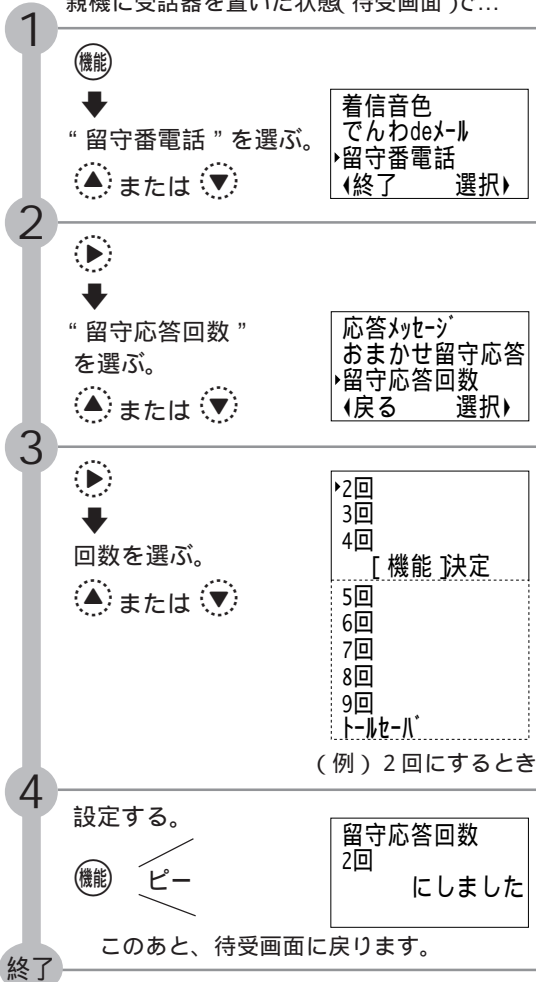 親機に受話器を置いた状態(待受画面)で…
1
機能
“留守番電話”を選ぶ。
または
着信音色
でんわdeメール
留守番電話
終了 選択
2
“留守応答回数”
を選ぶ。
または
応答メッセージ
おまかせ留守応答
留守応答回数
戻る 選択
3
回数を選ぶ。
または
2回
3回
4回
[機能]決定
5回
6回
7回
8回
9回
トールセーバ
(例)2回にするとき
4
設定する。
機能 ピー
留守応答回数
2回
にしました
このあと、待受画面に戻ります。
終了